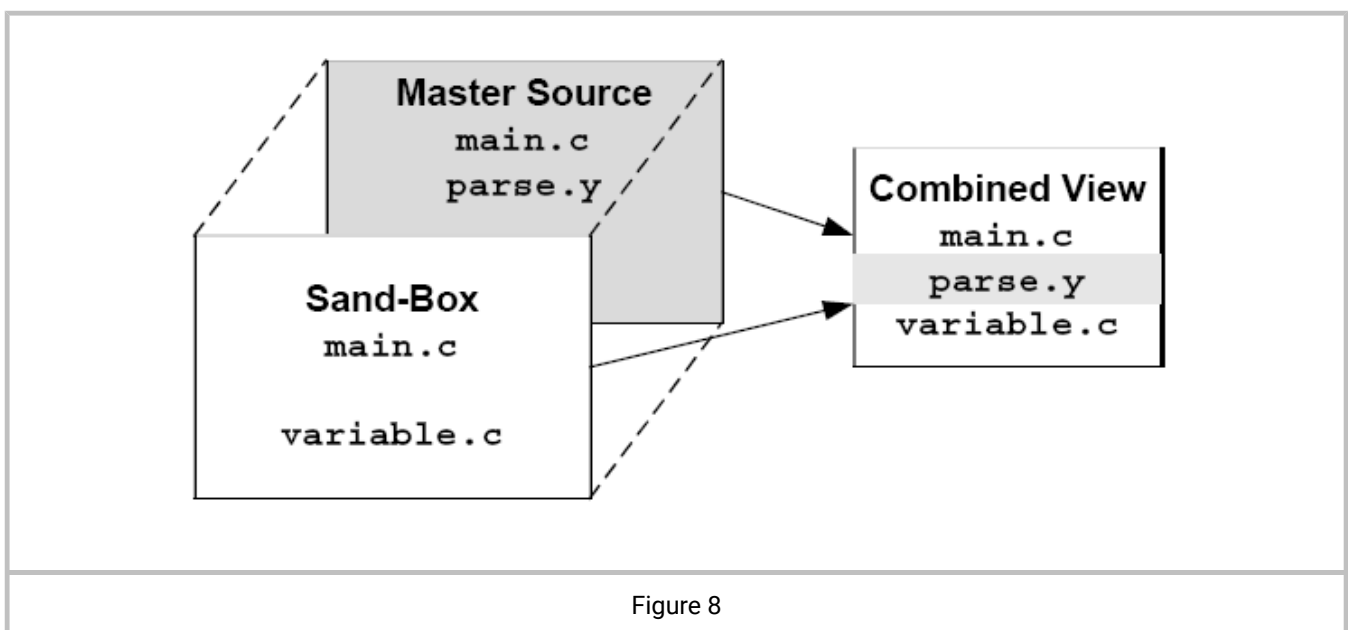 Master Source
main.c
parse.y
Sand-Box
main.c
variable.c
Combined View
main.c
parse.y
variable.c
Figure 8